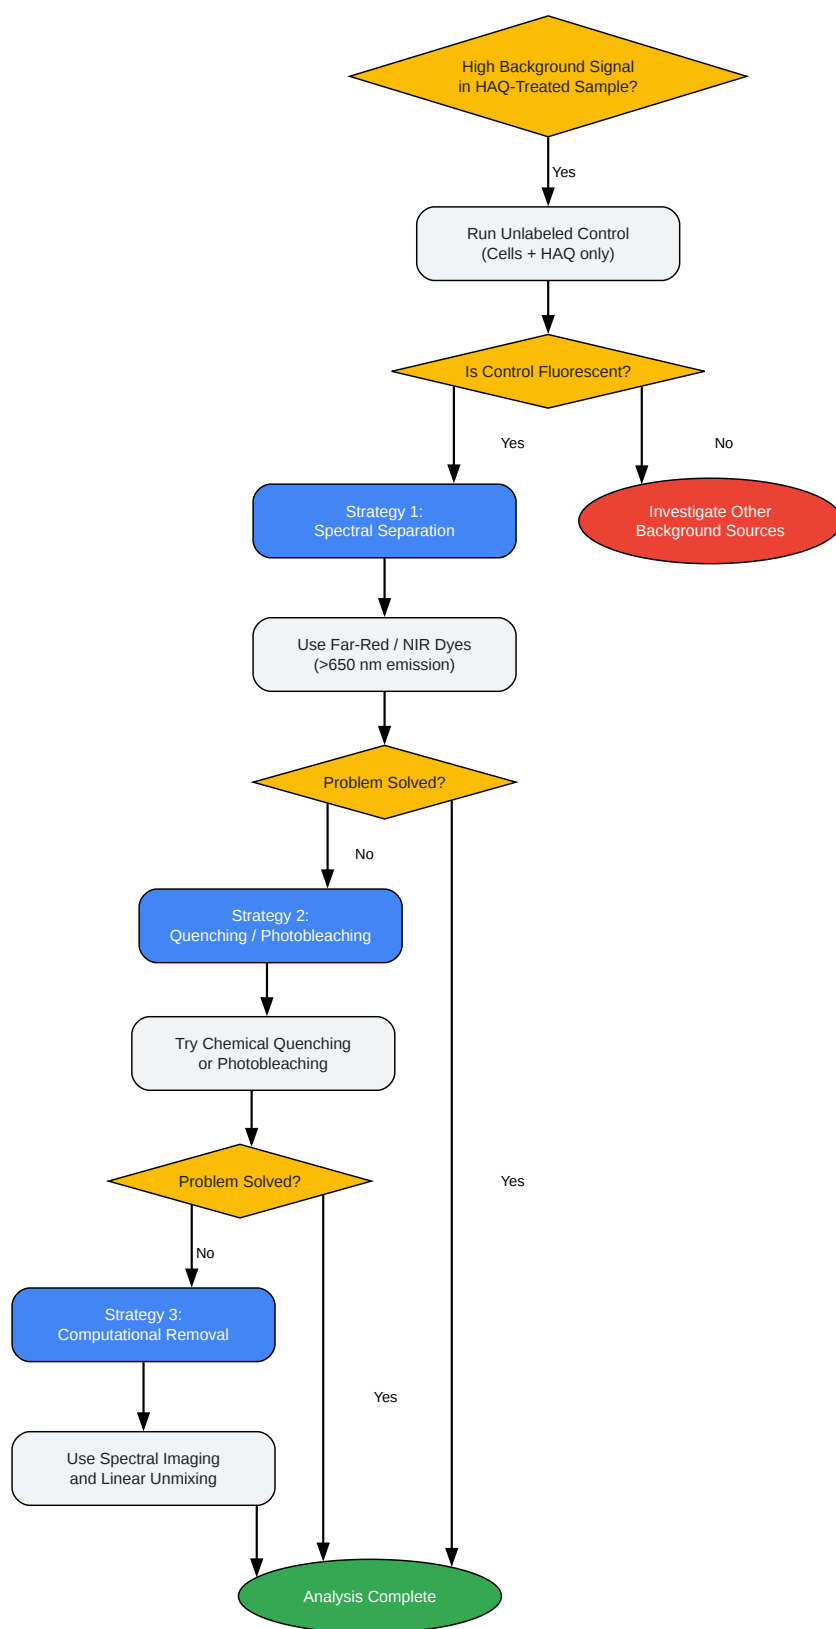 High Background Signal
in HAQ-Treated Sample?
Yes
Run Unlabeled Control
(Cells + HAQ only)
Is Control Fluorescent?
Yes
No
Strategy 1:
Spectral Separation
Investigate Other
Background Sources
Use Far-Red / NIR Dyes
(>650 nm emission)
Problem Solved?
No
Strategy 2:
Quenching / Photobleaching
Try Chemical Quenching
or Photobleaching
Problem Solved?
Yes
No
Strategy 3:
Computational Removal
Yes
Use Spectral Imaging
and Linear Unmixing
Analysis Complete